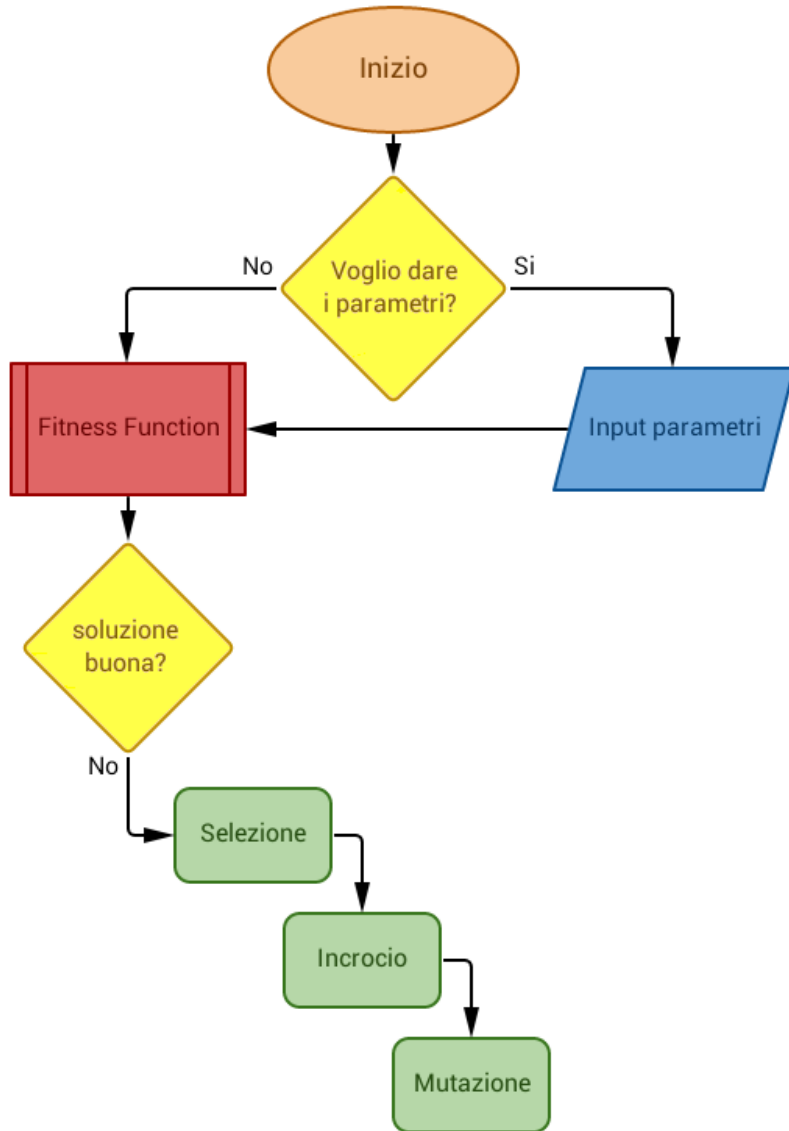 Inizio
Voglio dare
i parametri?
No
Si
Fitness Function
Input parametri
soluzione
buona?
No
Selezione
Incrocio
Mutazione